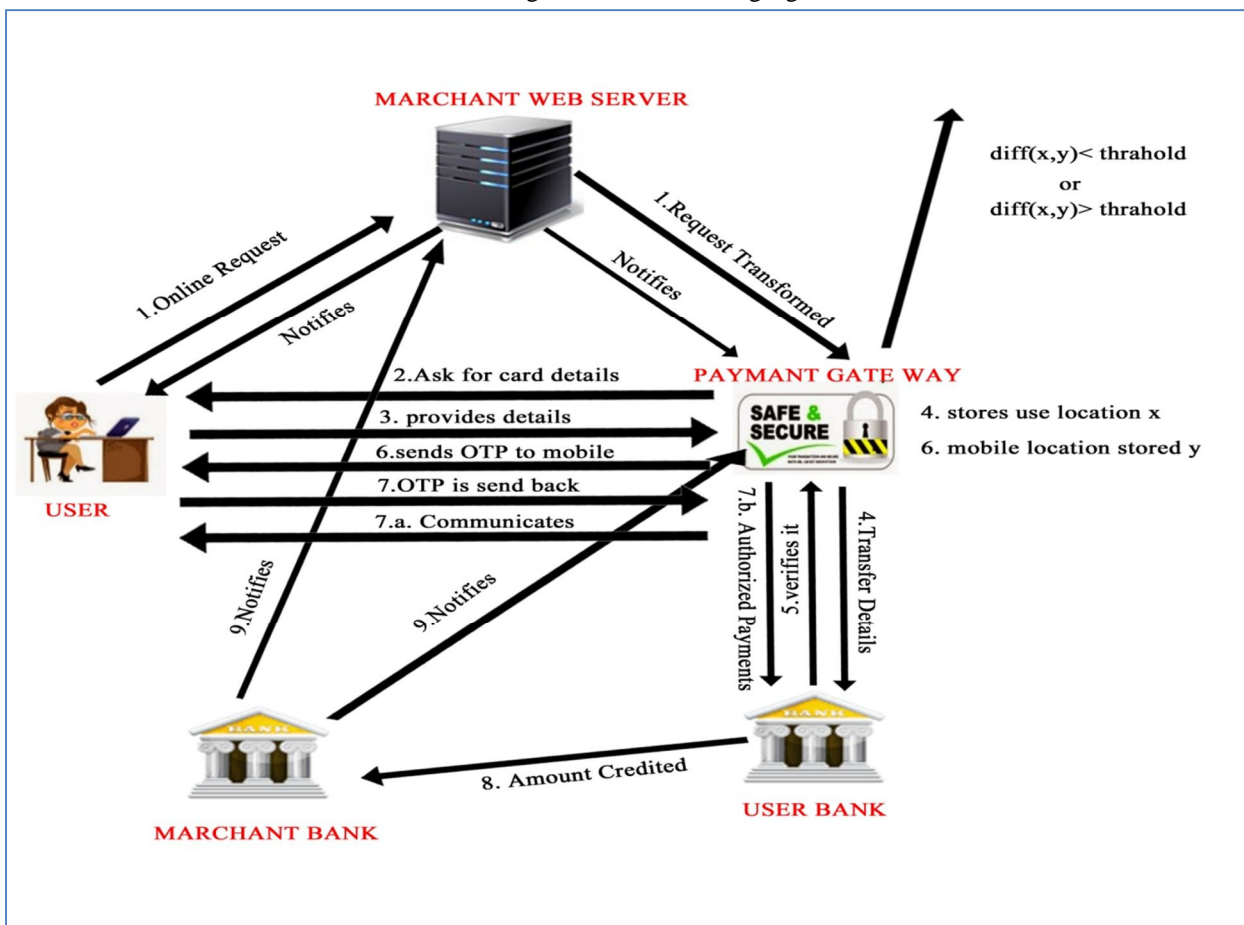 MARCHANT WEB SERVER
diff(x,y)< thrahold
or
diff(x,y)> thrahold
1.Request Transformed
Notifies
1.Online Request
Notifies
2.Ask for card details
PAYMANT GATE WAY
SAFE &
SECURE
3. provides details
4. stores use location x
6.sends OTP to mobile
6. mobile location stored y
7.OTP is send back
USER
7.a. Communicates
7.b. Authorized Payments
5.verifies it
4.Transfer Details
9.Notifies
9.Notifies
BANK
BANK
8. Amount Credited
USER BANK
MARCHANT BANK